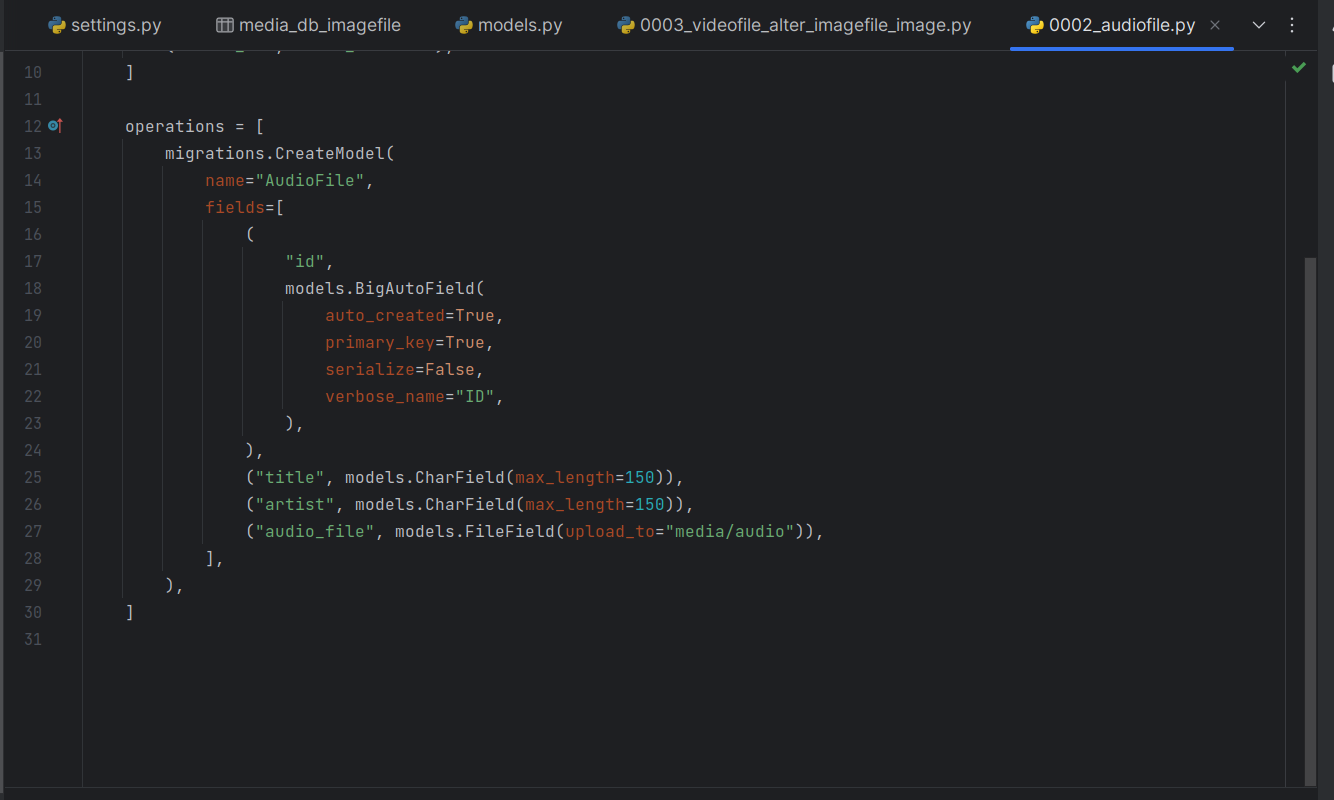 settings.py media_db_imagefile models.py 0003_videofile_alter_imagefile_image.py 0002_audiofile.py
10 ]
11
12 operations = [
13 migrations.CreateModel(
14 name="AudioFile",
15 fields=[
16 (
17 "id",
18 models.BigAutoField(
19 auto_created=True,
20 primary_key=True,
21 serialize=False,
22 verbose_name="ID",
23 ),
24 ),
25 ("title", models.CharField(max_length=150)),
26 ("artist", models.CharField(max_length=150)),
27 ("audio_file", models.FileField(upload_to="media/audio")),
28 ],
29 ),
30 ]
31